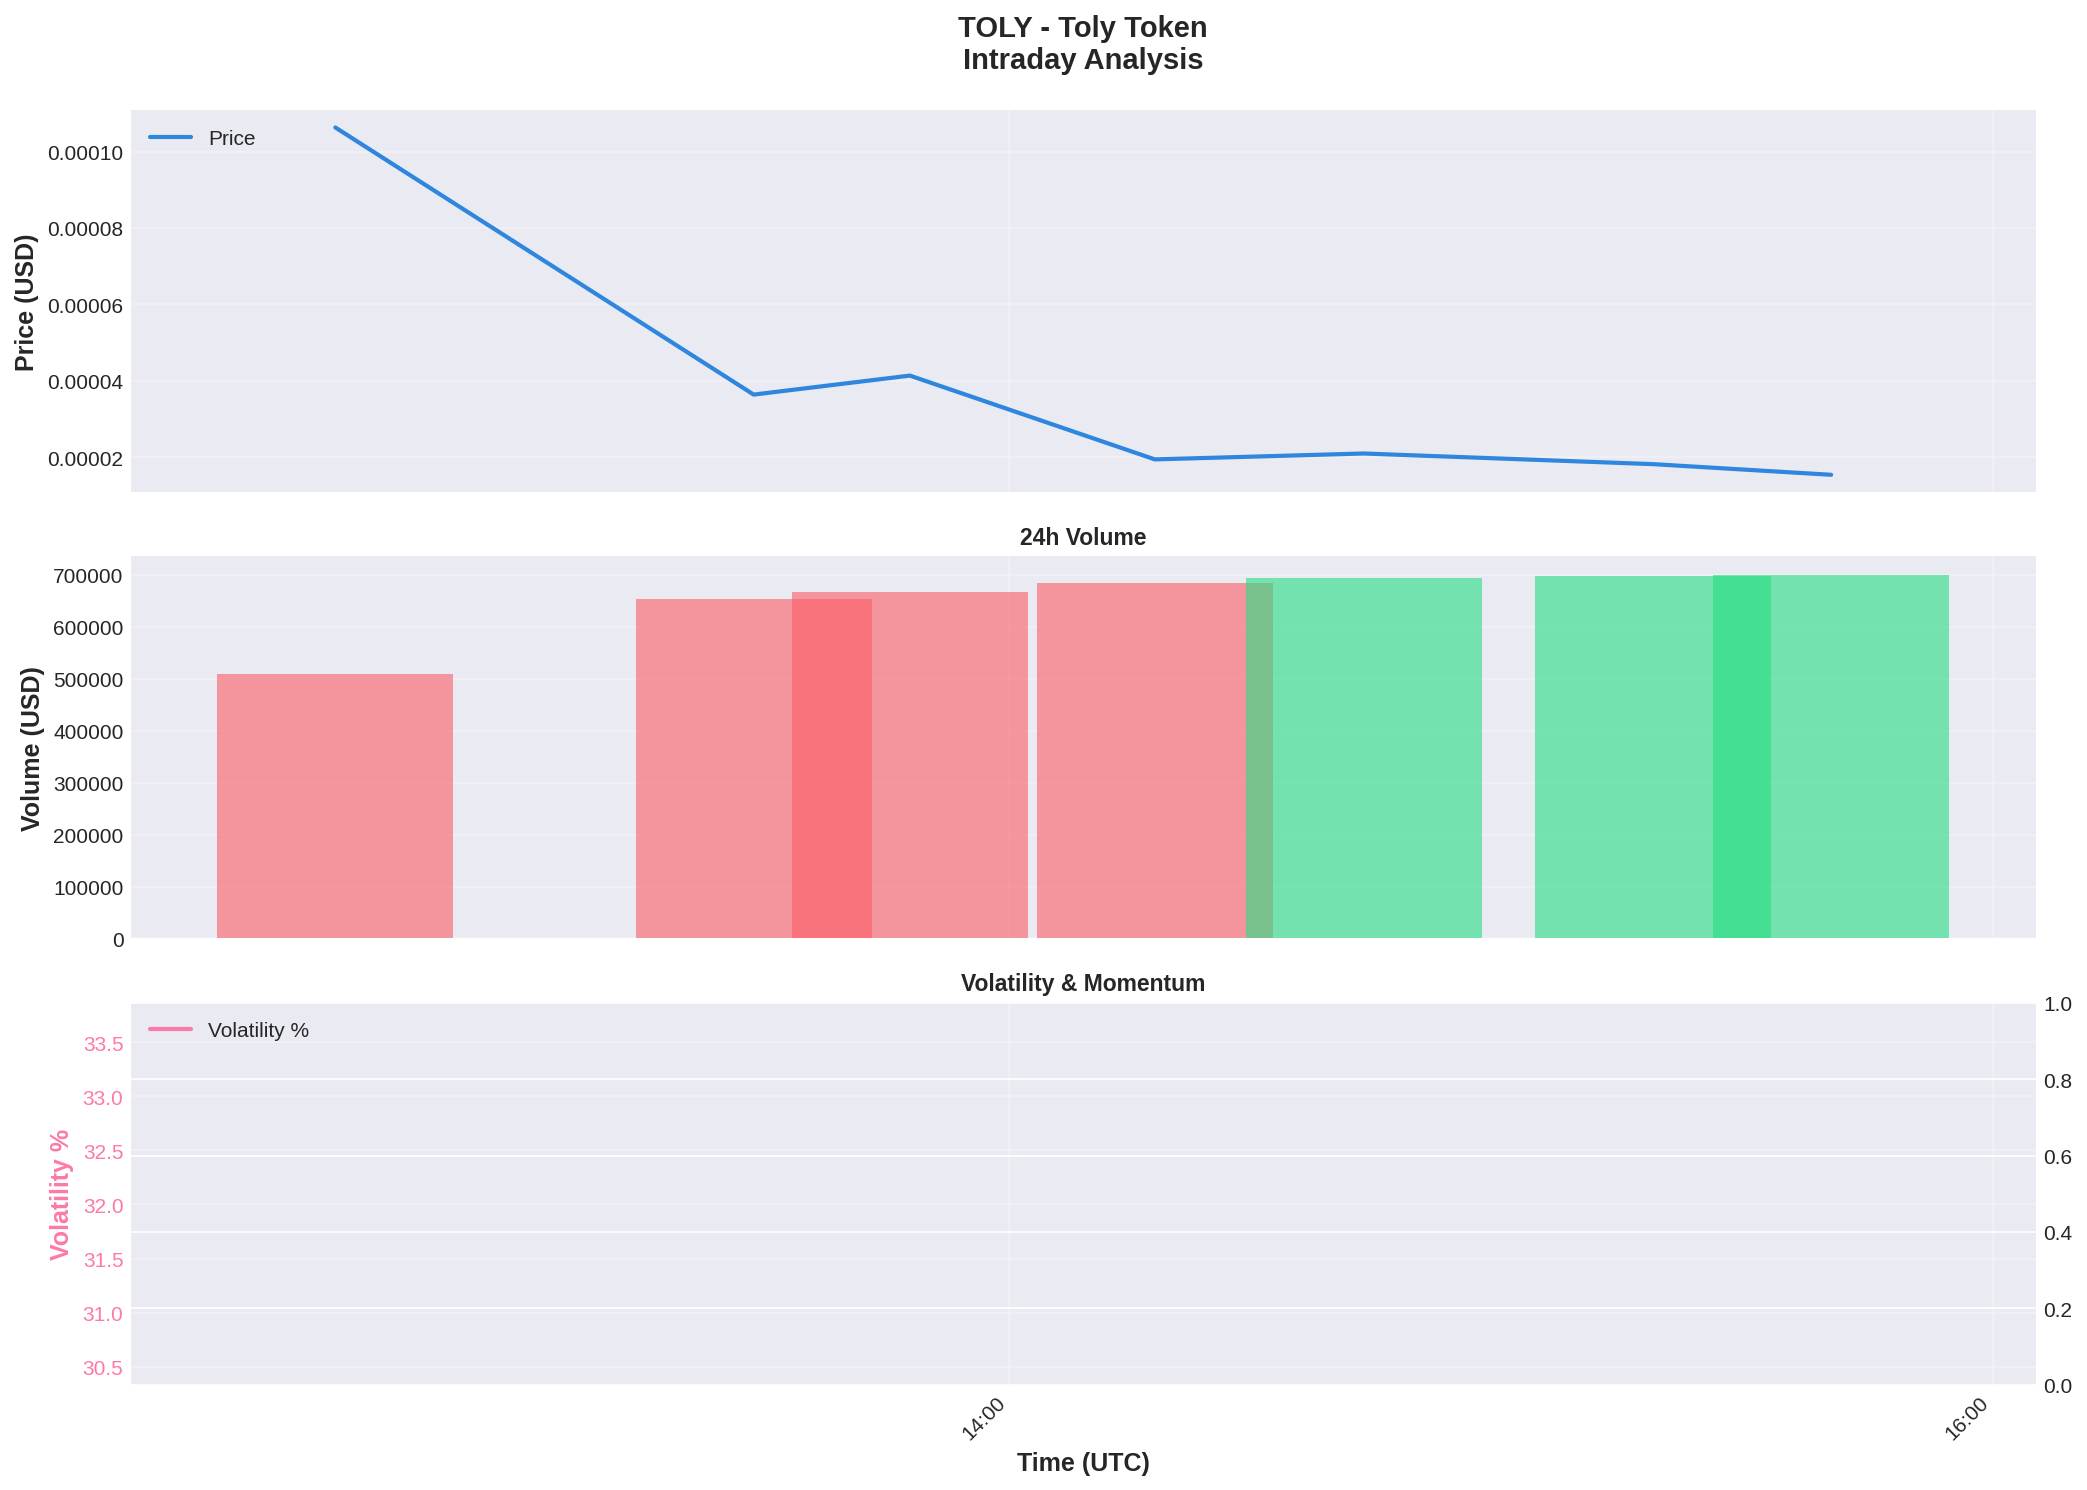 TOLY - Toly Token
Intraday Analysis
Price
0.00010
0.00008
0.00006
0.00004
0.00002
Price (USD)
24h Volume
700000
600000
500000
400000
300000
200000
100000
0
Volume (USD)
Volatility & Momentum
Volatility %
33.5
33.0
32.5
32.0
31.5
31.0
30.5
Volatility %
1.0
0.8
0.6
0.4
0.2
0.0
14:00
16:00
Time (UTC)